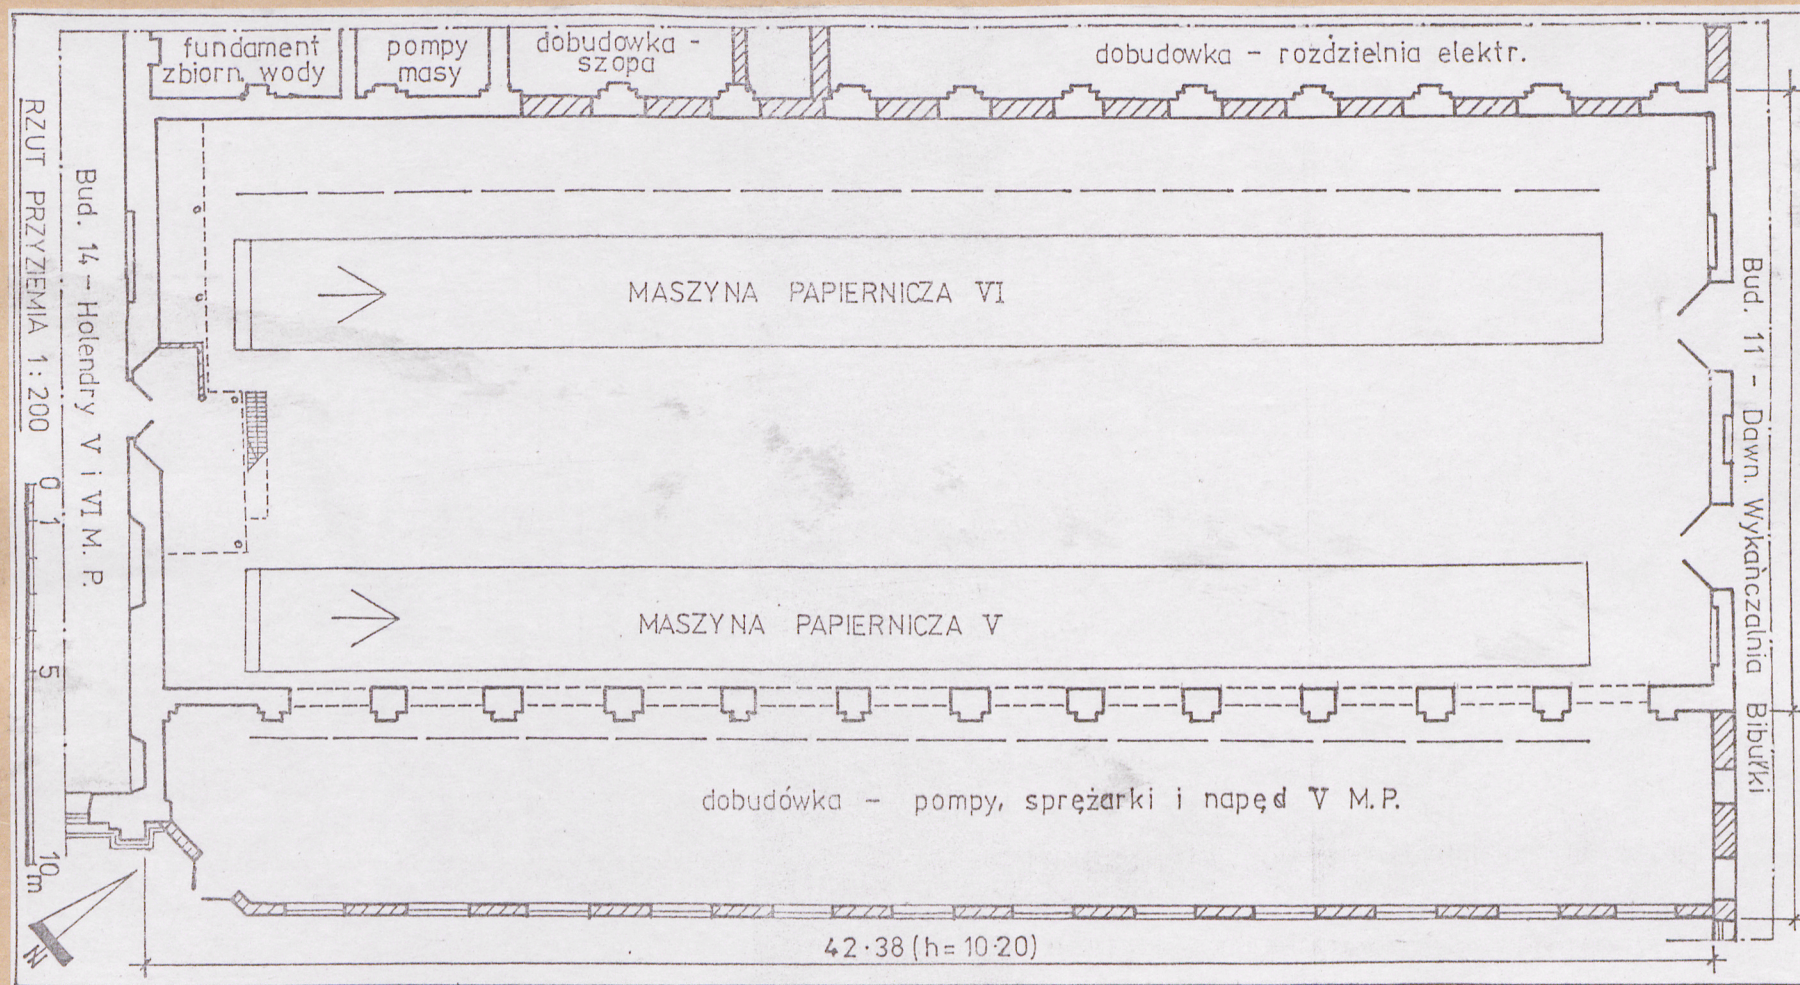 fundament
zbiorn. wody
pompy
masy
dobudowka -
szopa
dobudowka - rozdzielnia elektr.
RZUT PRZYZIEMIA 1:200
0 1 5 10 m
Bud. 14 - Holendry V i VI M. P.
MASZYNA PAPIERNICZA VI
MASZYNA PAPIERNICZA V
Bud. 11 - Dawn. Wykańczalnia Bibułki
dobudówka - pompy, sprężarki i napęd V M.P.
42·38 (h= 10·20)
N